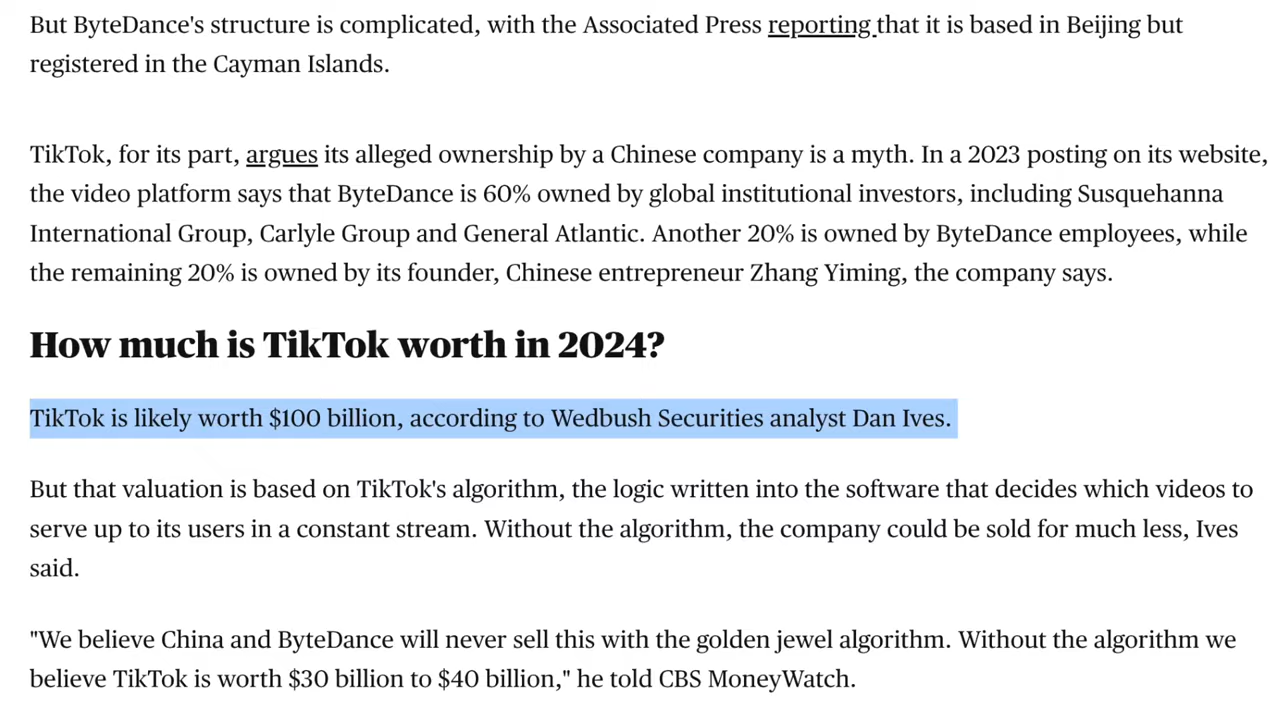 But ByteDance's structure is complicated, with the Associated Press reporting that it is based in Beijing but
registered in the Cayman Islands.
TikTok, for its part, argues its alleged ownership by a Chinese company is a myth. In a 2023 posting on its website,
the video platform says that ByteDance is 60% owned by global institutional investors, including Susquehanna
International Group, Carlyle Group and General Atlantic. Another 20% is owned by ByteDance employees, while
the remaining 20% is owned by its founder, Chinese entrepreneur Zhang Yiming, the company says.
How much is TikTok worth in 2024?
TikTok is likely worth $100 billion, according to Wedbush Securities analyst Dan Ives.
But that valuation is based on TikTok's algorithm, the logic written into the software that decides which videos to
serve up to its users in a constant stream. Without the algorithm, the company could be sold for much less, Ives
said.
"We believe China and ByteDance will never sell this with the golden jewel algorithm. Without the algorithm we
believe TikTok is worth $30 billion to $40 billion," he told CBS MoneyWatch.